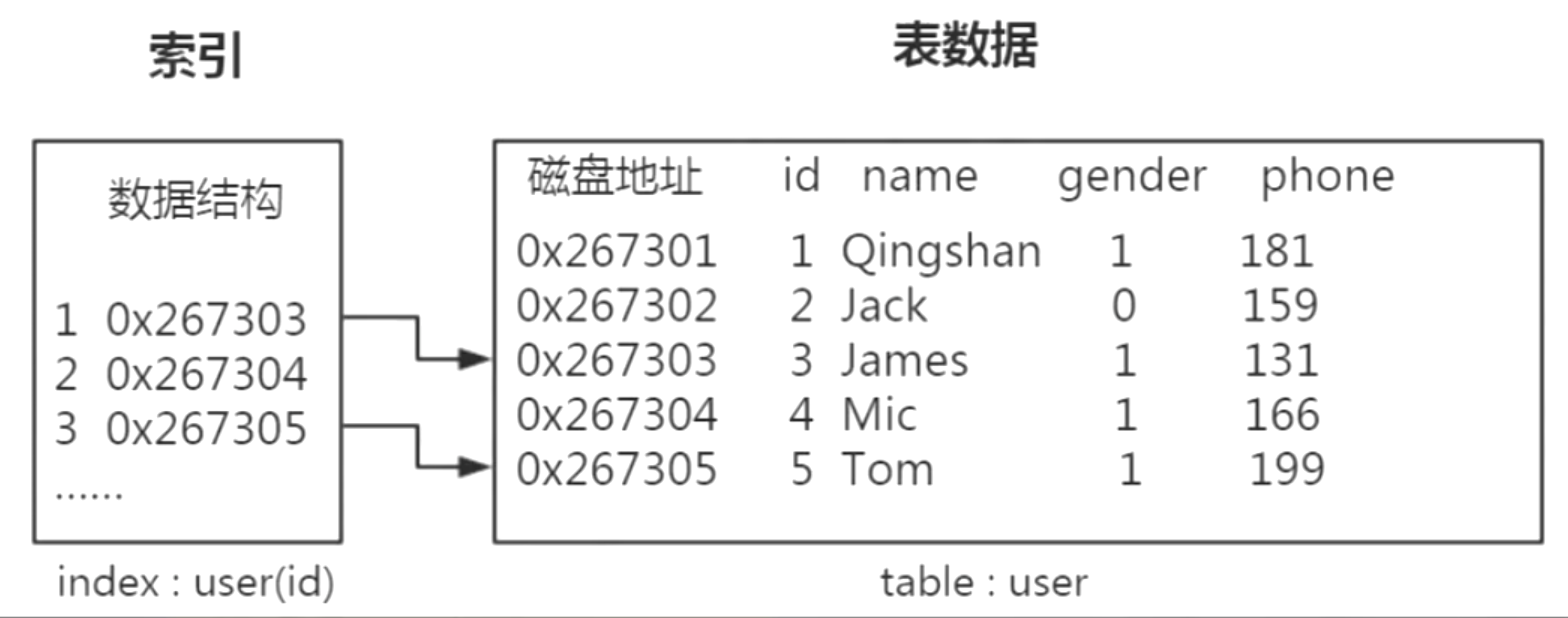 索引
表数据
数据结构
1 0x267303
2 0x267304
3 0x267305
......
index : user(id)
磁盘地址 id name gender phone
0x267301 1 Qingshan 1 181
0x267302 2 Jack 0 159
0x267303 3 James 1 131
0x267304 4 Mic 1 166
0x267305 5 Tom 1 199
table : user